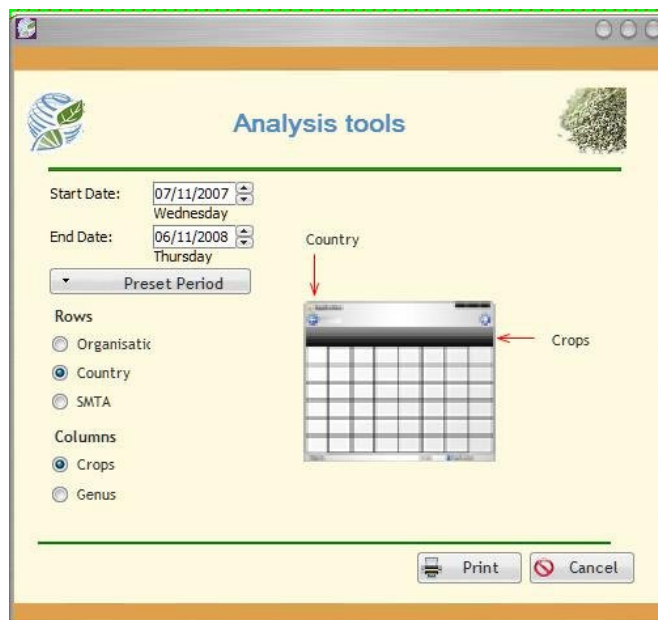 Analysis tools
Start Date: 07/11/2007
Wednesday
End Date: 06/11/2008
Thursday
Preset Period
Rows
Organisatic
Country
SMTA
Columns
Crops
Genus
Country
Crops
Print
Cancel